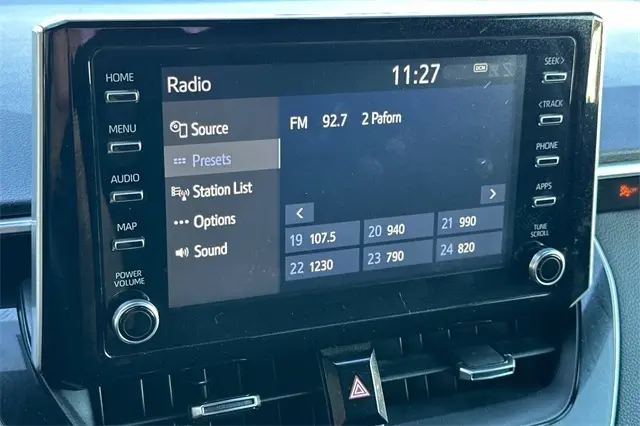 HOME
MENU
AUDIO
MAP
POWER
VOLUME
Radio
11:27
DCM
Source
Presets
Station List
Options
Sound
FM 92.7 2 Paforn
<
>
19 107.5 20 940 21 990
22 1230 23 790 24 820
SEEK>
<TRACK
PHONE
APPS
TUNE
SCROLL